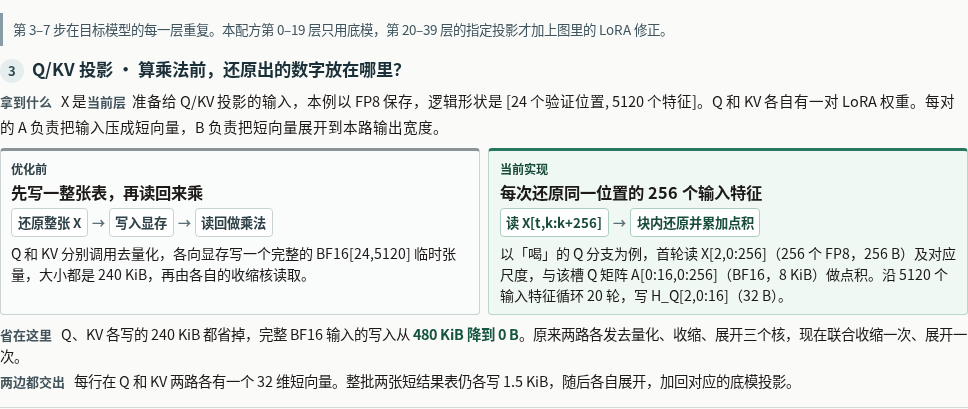 第 3–7 步在目标模型的每一层重复。本配方第 0–19 层只用底模，第 20–39 层的指定投影才加上图里的 LoRA 修正。
3 Q/KV 投影 · 算乘法前，还原出的数字放在哪里？
拿到什么 X 是当前层 准备给 Q/KV 投影的输入，本例以 FP8 保存，逻辑形状是 [24 个验证位置, 5120 个特征]。Q 和 KV 各自有一对 LoRA 权重。每对
的 A 负责把输入压成短向量，B 负责把短向量展开到本路输出宽度。
优化前
先写一整张表，再读回来乘
还原整张 X → 写入显存 → 读回做乘法
Q 和 KV 分别调用去量化，各向显存写一个完整的 BF16[24,5120] 临时张
量，大小都是 240 KiB，再由各自的收缩核读取。
当前实现
每次还原同一位置的 256 个输入特征
读 X[t,k:k+256] → 块内还原并累加点积
以「喝」的 Q 分支为例，首轮读 X[2,0:256]（256 个 FP8，256 B）及对应
尺度，与该槽 Q 矩阵 A[0:16,0:256]（BF16，8 KiB）做点积。沿 5120 个
输入特征循环 20 轮，写 H_Q[2,0:16]（32 B）。
省在这里 Q、KV 各写的 240 KiB 都省掉，完整 BF16 输入的写入从 480 KiB 降到 0 B。原来两路各发去量化、收缩、展开三个核，现在联合收缩一次、展开一
次。
两边都交出 每行在 Q 和 KV 两路各有一个 32 维短向量。整批两张短结果表仍各写 1.5 KiB，随后各自展开，加回对应的底模投影。